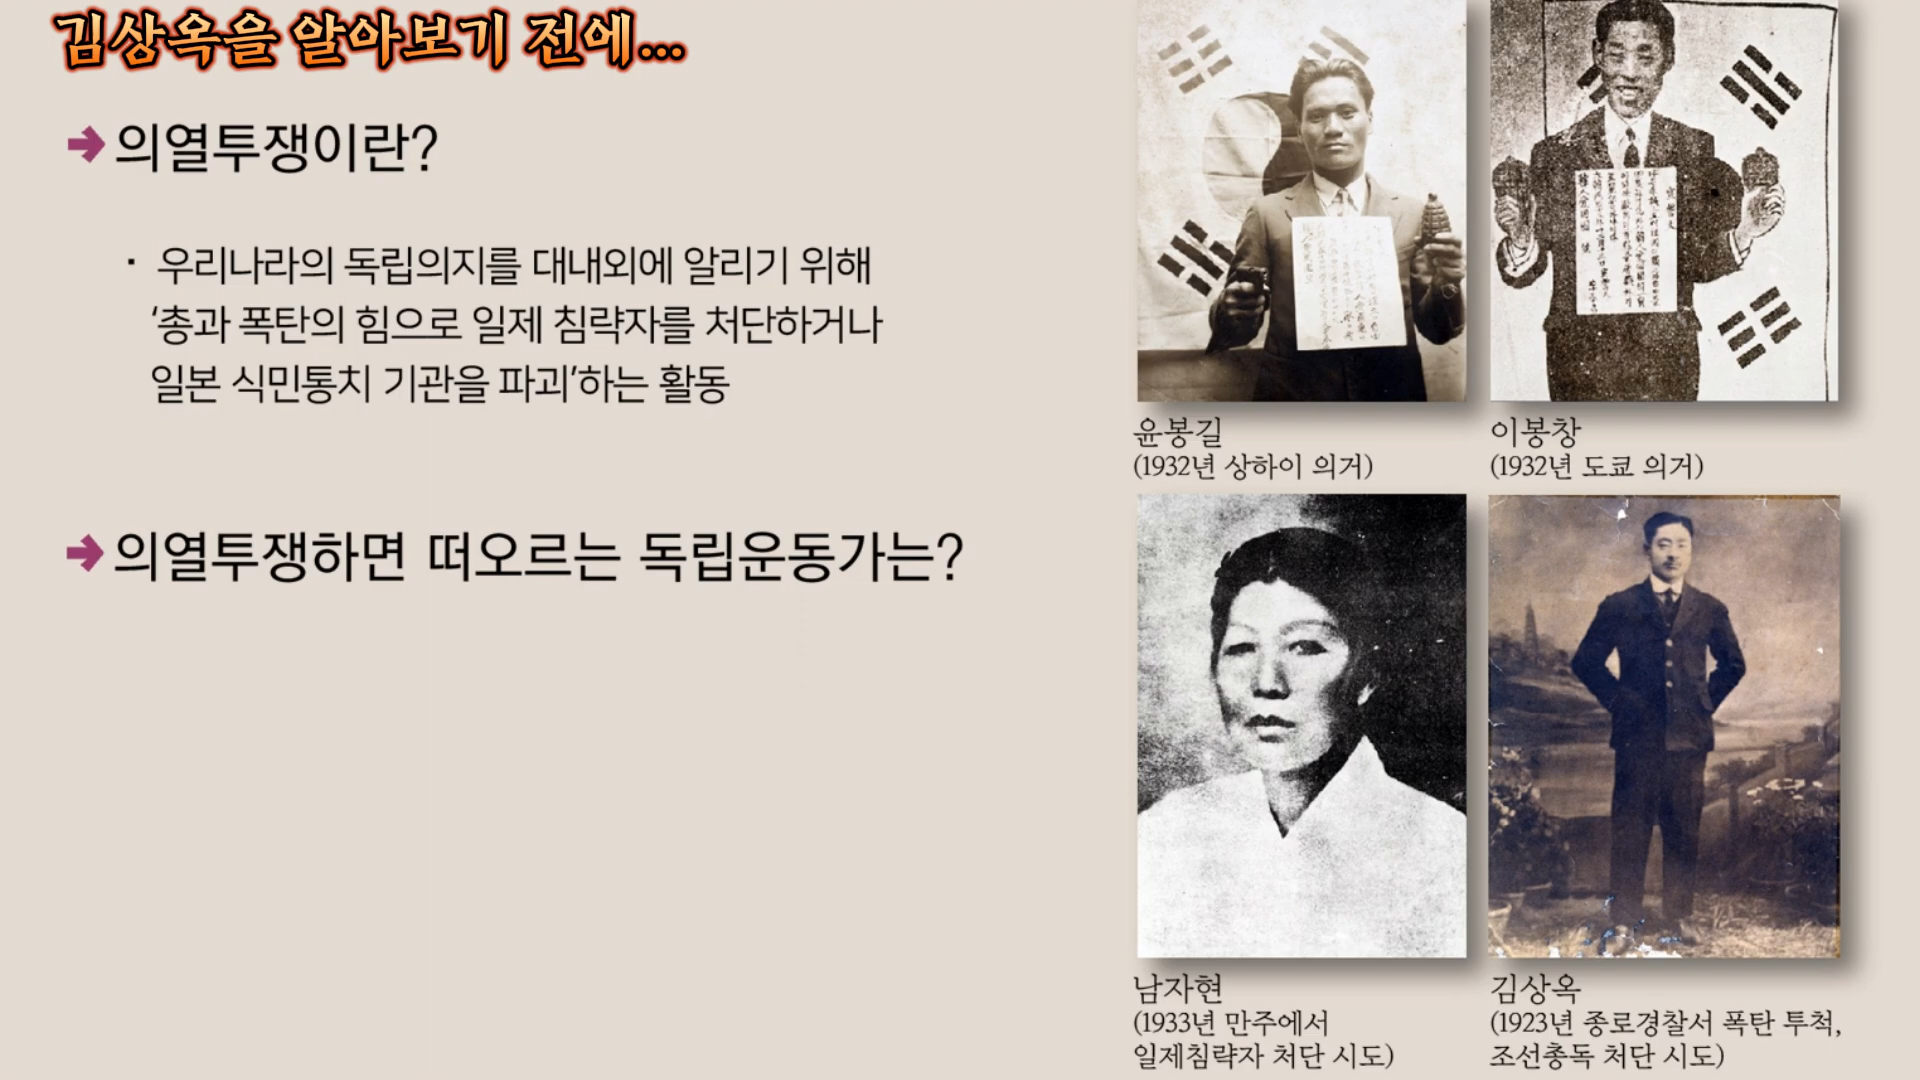 김상옥을 알아보기 전에...
의열투쟁이란?
· 우리나라의 독립의지를 대내외에 알리기 위해
'총과 폭탄의 힘으로 일제 침략자를 처단하거나
일본 식민통치 기관을 파괴'하는 활동
의열투쟁하면 떠오르는 독립운동가는?
윤봉길
(1932년 상하이 의거)
이봉창
(1932년 도쿄 의거)
남자현
(1933년 만주에서
일제침략자 처단 시도)
김상옥
(1923년 종로경찰서 폭탄 투척,
조선총독 처단 시도)